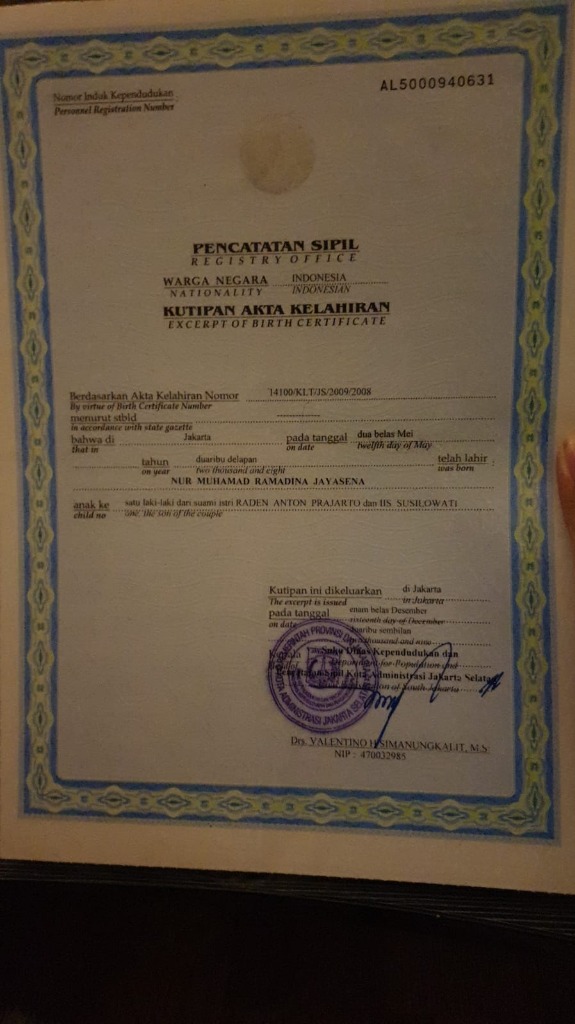 Nomor Induk Kependudukan
Personnel Registration Number
AL5000940631
PENCATATAN SIPIL
REGISTRY OFFICE
WARGA NEGARA INDONESIA
NATIONALITY INDONESIAN
KUTIPAN AKTA KELAHIRAN
EXCERPT OF BIRTH CERTIFICATE
Berdasarkan Akta Kelahiran Nomor 14100/KLT/JS/2009/2008
By virtue of Birth Certificate Number
menurut stbld
in accordance with state gazette
bahwa di Jakarta pada tanggal dua belas Mei
that in on date twelfth day of May
tahun duaribu delapan telah lahir :
on year two thousand and eight was born
NUR MUHAMAD RAMADINA JAYASENA
anak ke satu laki-laki dari suami istri RADEN ANTON PRAJARTO dan IIS SUSILOWATI
child no one, the son of the couple
Kutipan ini dikeluarkan di Jakarta
The excerpt is issued in Jakarta
pada tanggal enam belas Desember
on date sixteenth day of December
duaribu sembilan
thousand and nine
Kepala Suku Dinas Kependudukan dan
Department for Population and
Pencatatan Sipil Kota Administrasi Jakarta Selatan
of South Jakarta
Drs. VALENTINO H SIMANUNGKALIT, M.S
NIP : 470032985